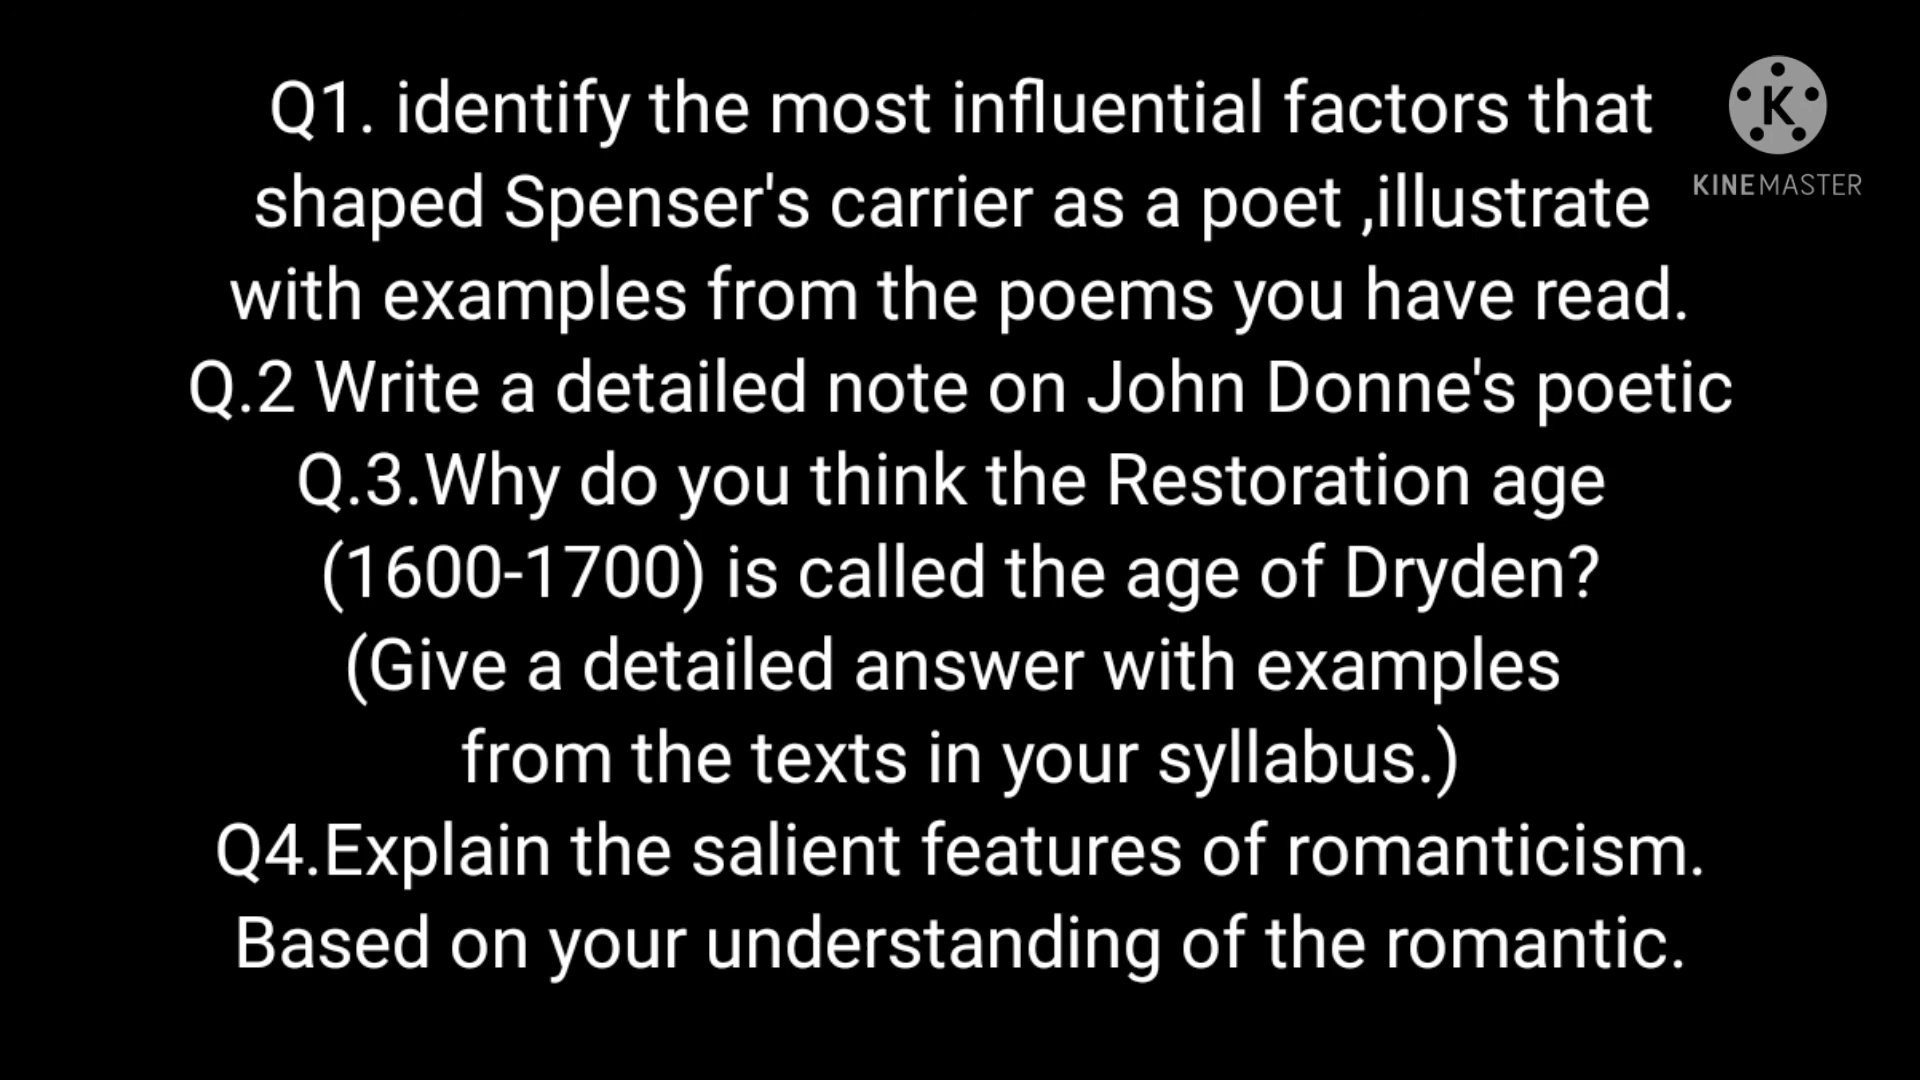 Q1. identify the most influential factors that
shaped Spenser's carrier as a poet ,illustrate
with examples from the poems you have read.
Q.2 Write a detailed note on John Donne's poetic
Q.3.Why do you think the Restoration age
(1600-1700) is called the age of Dryden?
(Give a detailed answer with examples
from the texts in your syllabus.)
Q4.Explain the salient features of romanticism.
Based on your understanding of the romantic.
K
KINEMASTER